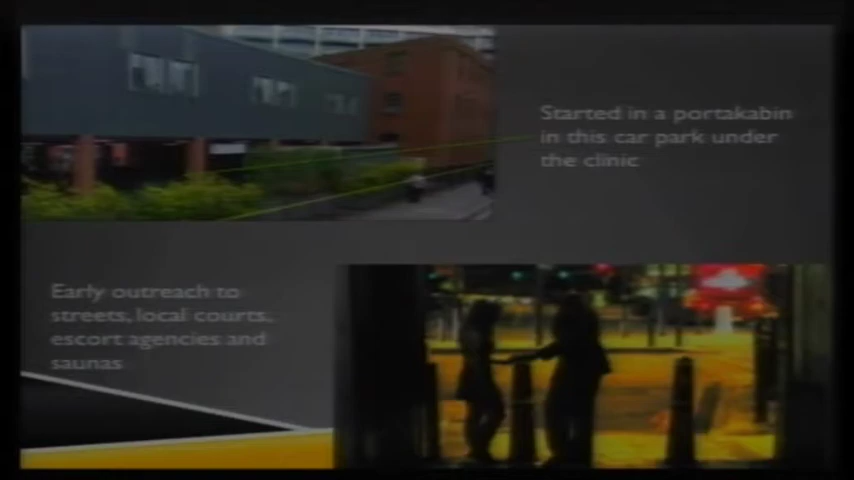 Started in a portakabin
in this car park under
the clinic
Early outreach to
streets, local courts,
escort agencies and
saunas